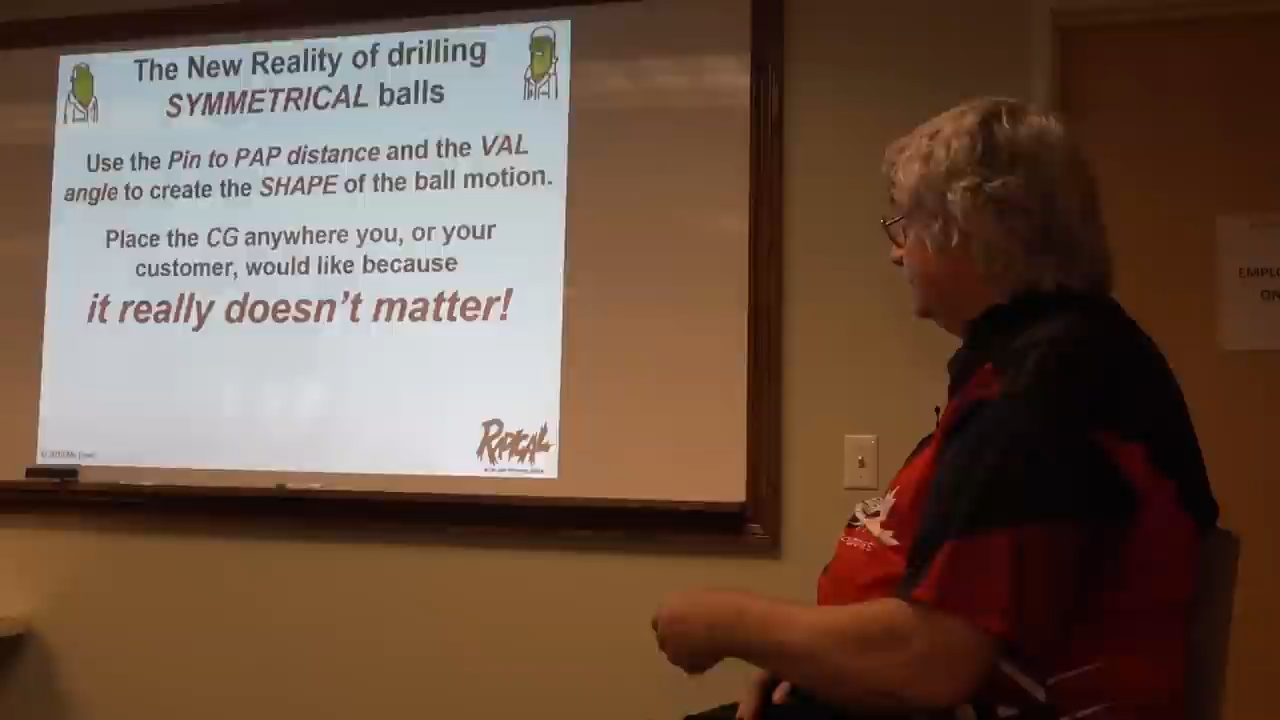 The New Reality of drilling
SYMMETRICAL balls
Use the Pin to PAP distance and the VAL
angle to create the SHAPE of the ball motion.
Place the CG anywhere you, or your
customer, would like because
it really doesn't matter!
RADICAL